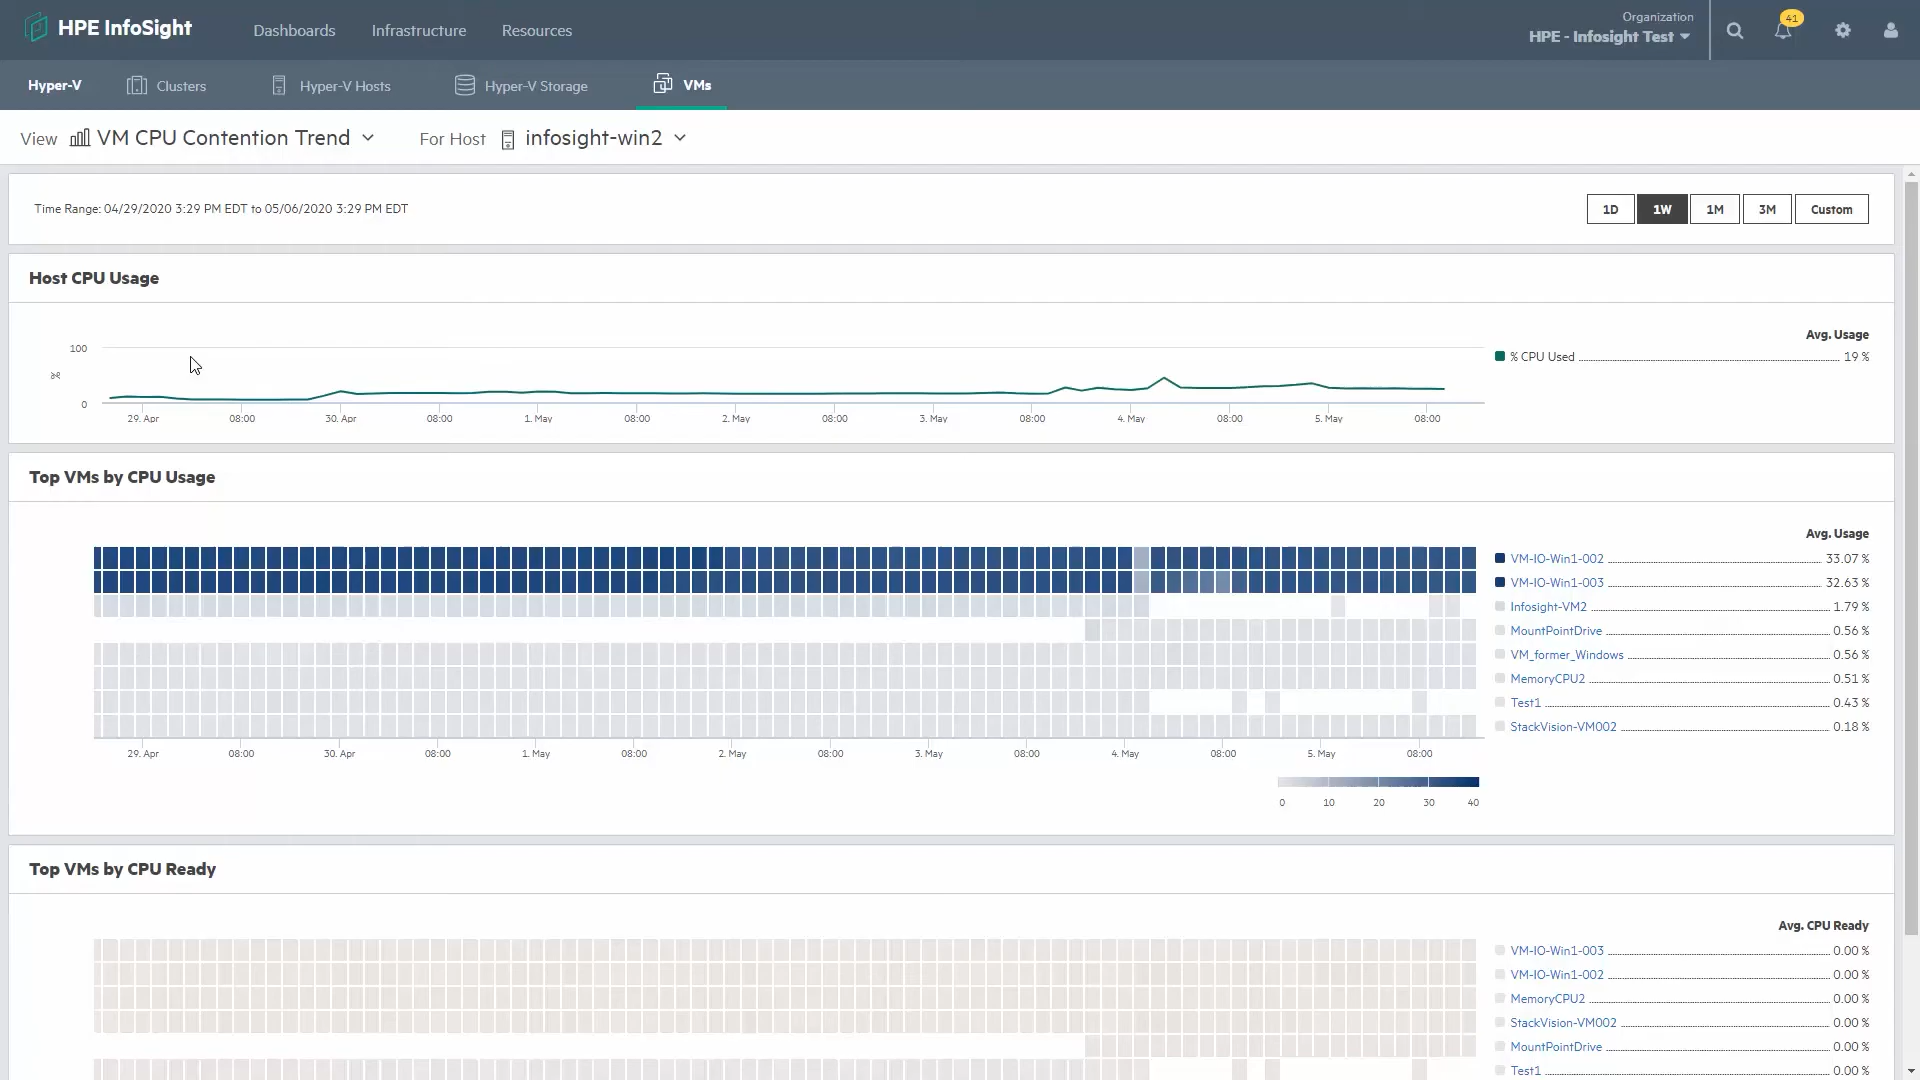 HPE InfoSight Dashboards Infrastructure Resources Organization HPE - Infosight Test 41
Hyper-V Clusters Hyper-V Hosts Hyper-V Storage VMs
View VM CPU Contention Trend For Host infosight-win2
Time Range: 04/29/2020 3:29 PM EDT to 05/06/2020 3:29 PM EDT 1D 1W 1M 3M Custom
Host CPU Usage
Avg. Usage
100
% CPU Used 19 %
%
0
29. Apr 08:00 30. Apr 08:00 1. May 08:00 2. May 08:00 3. May 08:00 4. May 08:00 5. May 08:00
Top VMs by CPU Usage
Avg. Usage
VM-IO-Win1-002 33.07 %
VM-IO-Win1-003 32.63 %
Infosight-VM2 1.79 %
MountPointDrive 0.56 %
VM_former_Windows 0.56 %
MemoryCPU2 0.51 %
Test1 0.43 %
StackVision-VM002 0.18 %
29. Apr 08:00 30. Apr 08:00 1. May 08:00 2. May 08:00 3. May 08:00 4. May 08:00 5. May 08:00
0 10 20 30 40
Top VMs by CPU Ready
Avg. CPU Ready
VM-IO-Win1-003 0.00 %
VM-IO-Win1-002 0.00 %
MemoryCPU2 0.00 %
StackVision-VM002 0.00 %
MountPointDrive 0.00 %
Test1 0.00 %